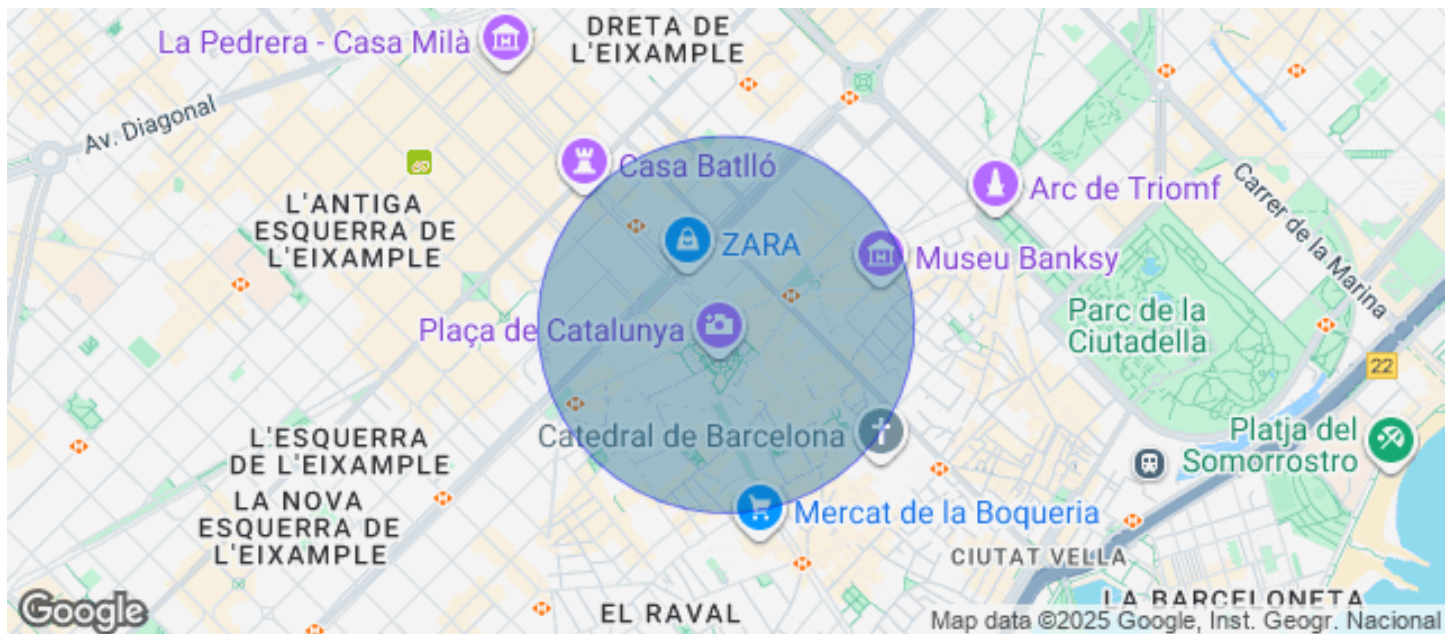 La Pedrera - Casa Milà
DRETA DE
L'EIXAMPLE
Av. Diagonal
Casa Batlló
Arc de Triomf
Carrer de la Marina
L'ANTIGA
ESQUERRA DE
L'EIXAMPLE
ZARA
Museu Banksy
Plaça de Catalunya
Parc de la
Ciutadella
22
L'ESQUERRA
DE L'EIXAMPLE
Catedral de Barcelona
Platja del
Somorrostro
LA NOVA
ESQUERRA DE
L'EIXAMPLE
Mercat de la Boqueria
CIUTAT VELLA
LA BARCELONETA
EL RAVAL
Google
Map data ©2025 Google, Inst. Geogr. Nacional